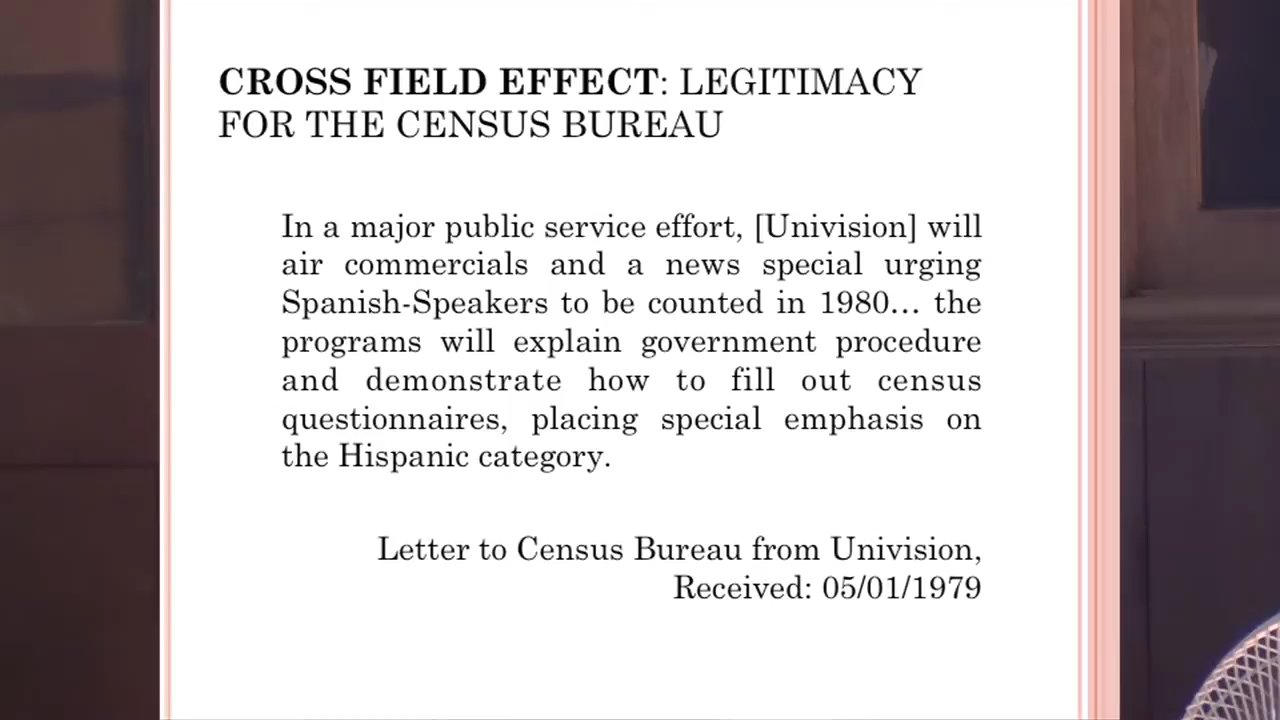 CROSS FIELD EFFECT: LEGITIMACY
FOR THE CENSUS BUREAU
In a major public service effort, [Univision] will
air commercials and a news special urging
Spanish-Speakers to be counted in 1980… the
programs will explain government procedure
and demonstrate how to fill out census
questionnaires, placing special emphasis on
the Hispanic category.
Letter to Census Bureau from Univision,
Received: 05/01/1979